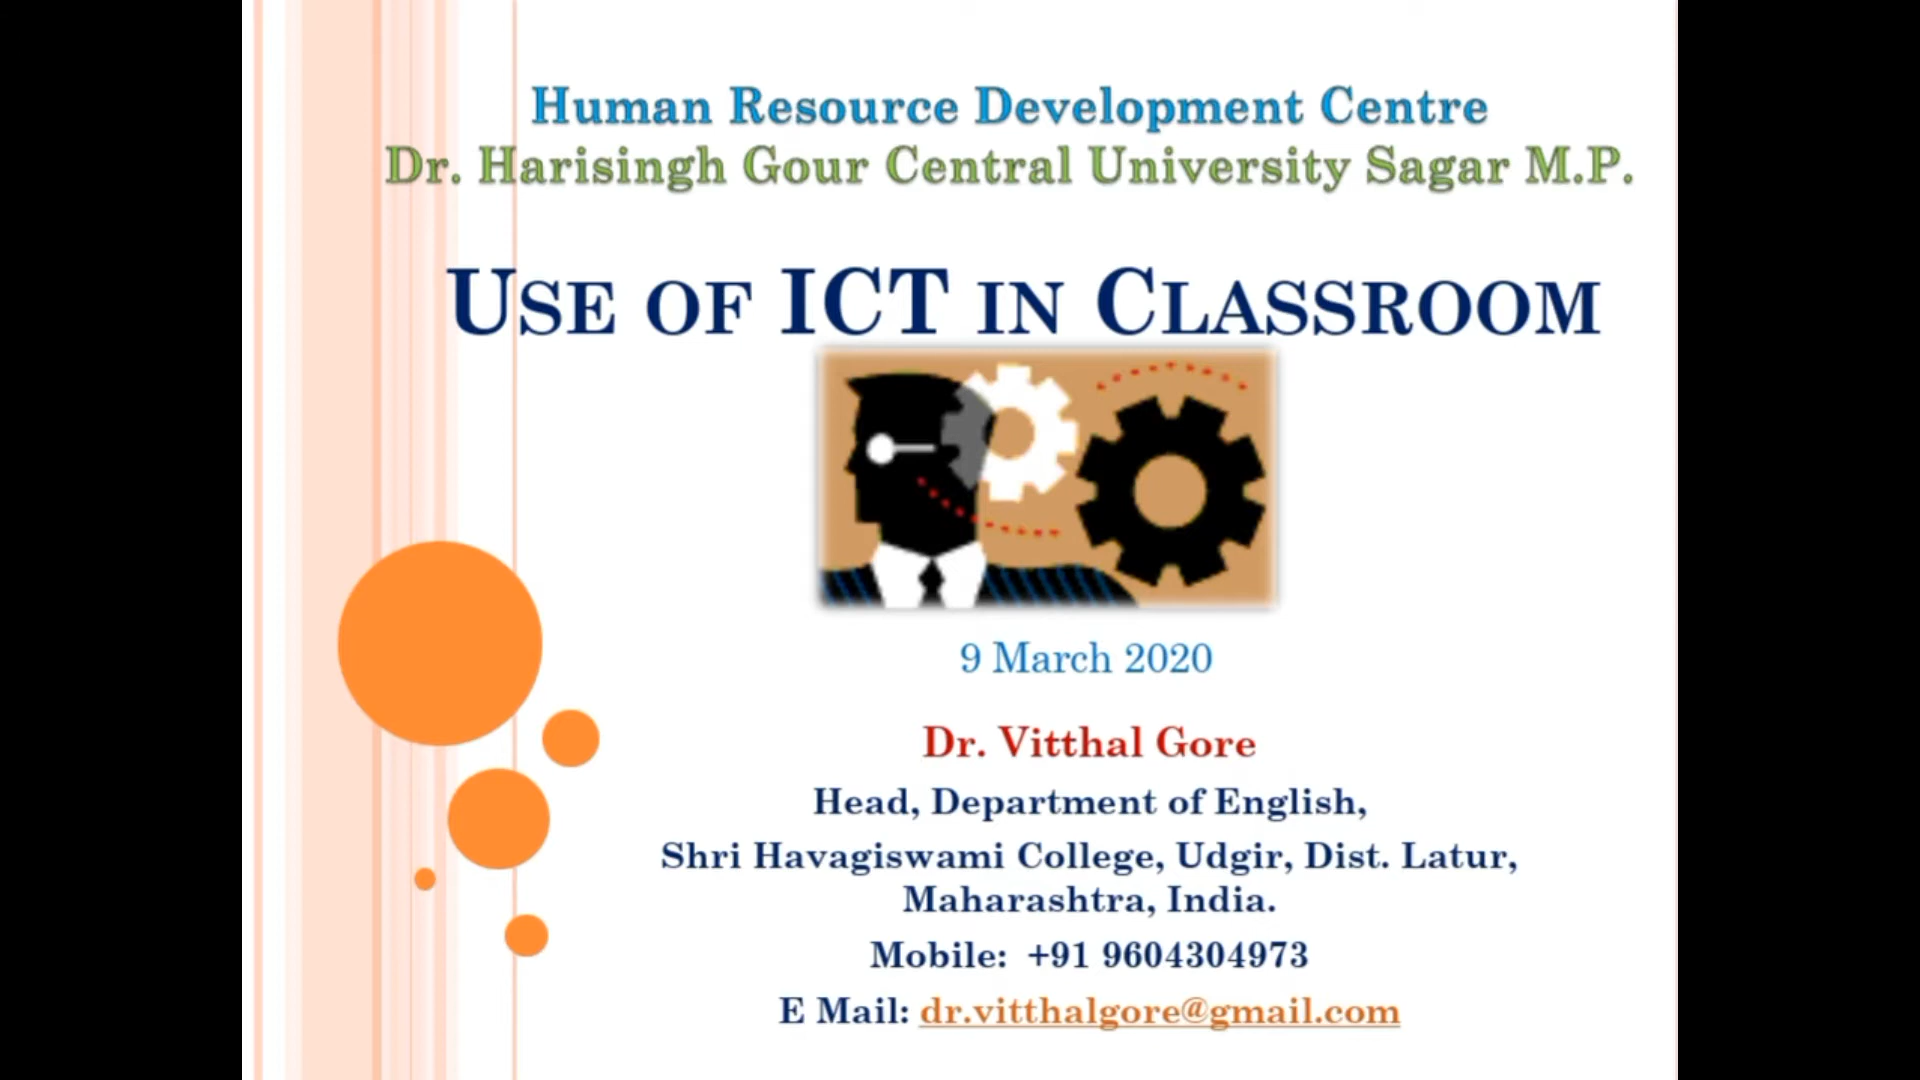 Human Resource Development Centre
Dr. Harisingh Gour Central University Sagar M.P.
USE OF ICT IN CLASSROOM
9 March 2020
Dr. Vitthal Gore
Head, Department of English,
Shri Havagiswami College, Udgir, Dist. Latur,
Maharashtra, India.
Mobile:  +91 9604304973
E Mail: dr.vitthalgore@gmail.com